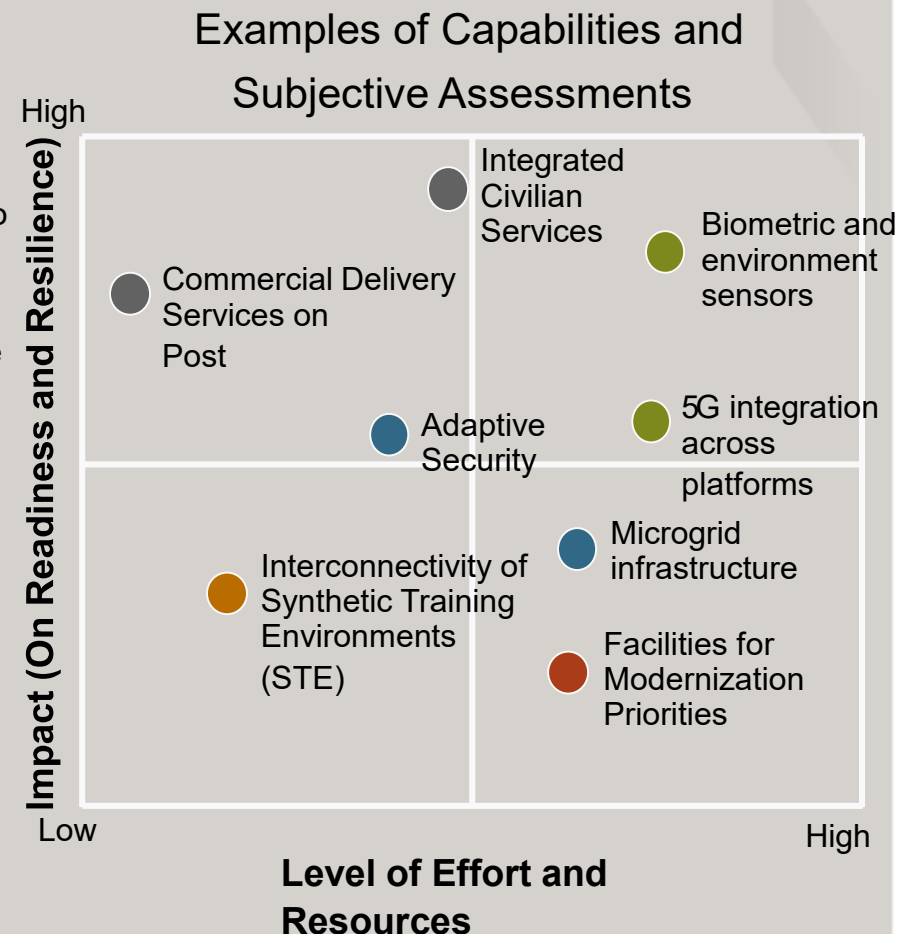 Examples of Capabilities and
Subjective Assessments
High
Impact (On Readiness and Resilience)
Integrated
Civilian
Services
Biometric and
environment
sensors
Commercial Delivery
Services on
Post
5G integration
across
platforms
Adaptive
Security
Microgrid
infrastructure
Interconnectivity of
Synthetic Training
Environments
(STE)
Facilities for
Modernization
Priorities
Low
High
Level of Effort and
Resources